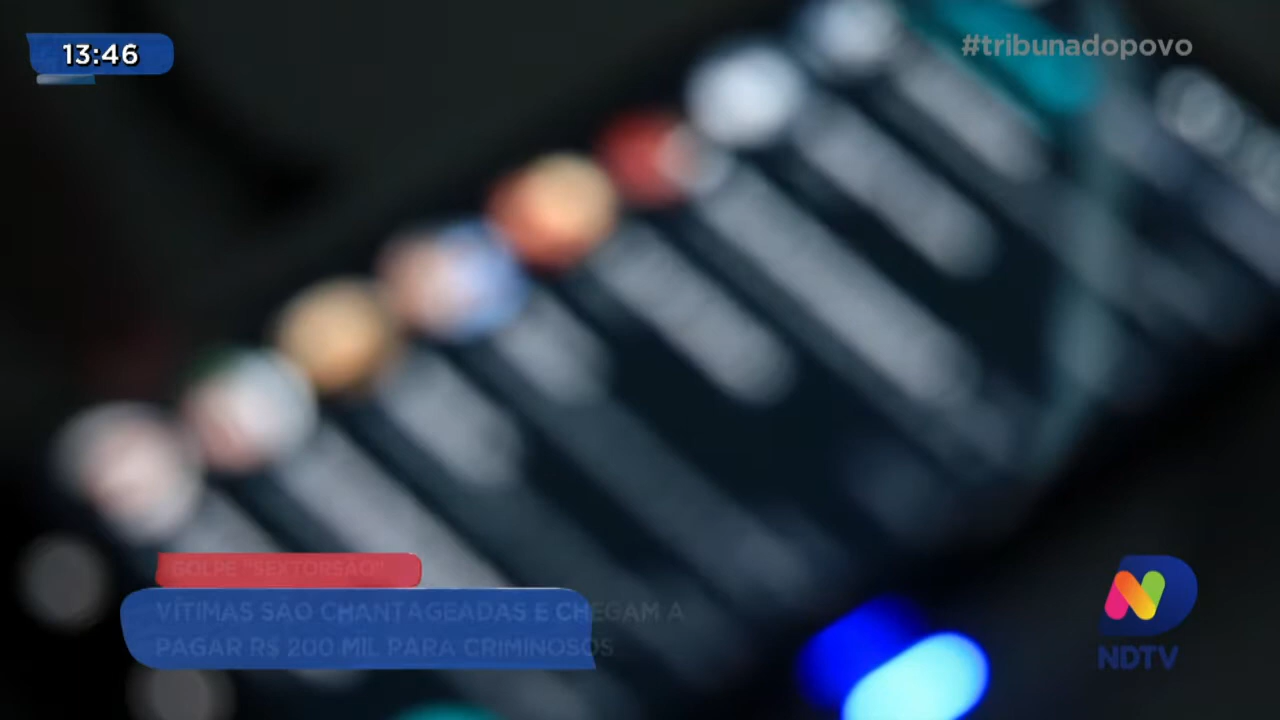 13:46
#tribunadopovo
GOLPE "SEXTORSÃO"
VÍTIMAS SÃO CHANTAGEADAS E CHEGAM A
PAGAR R$ 200 MIL PARA CRIMINOSOS
NDTV